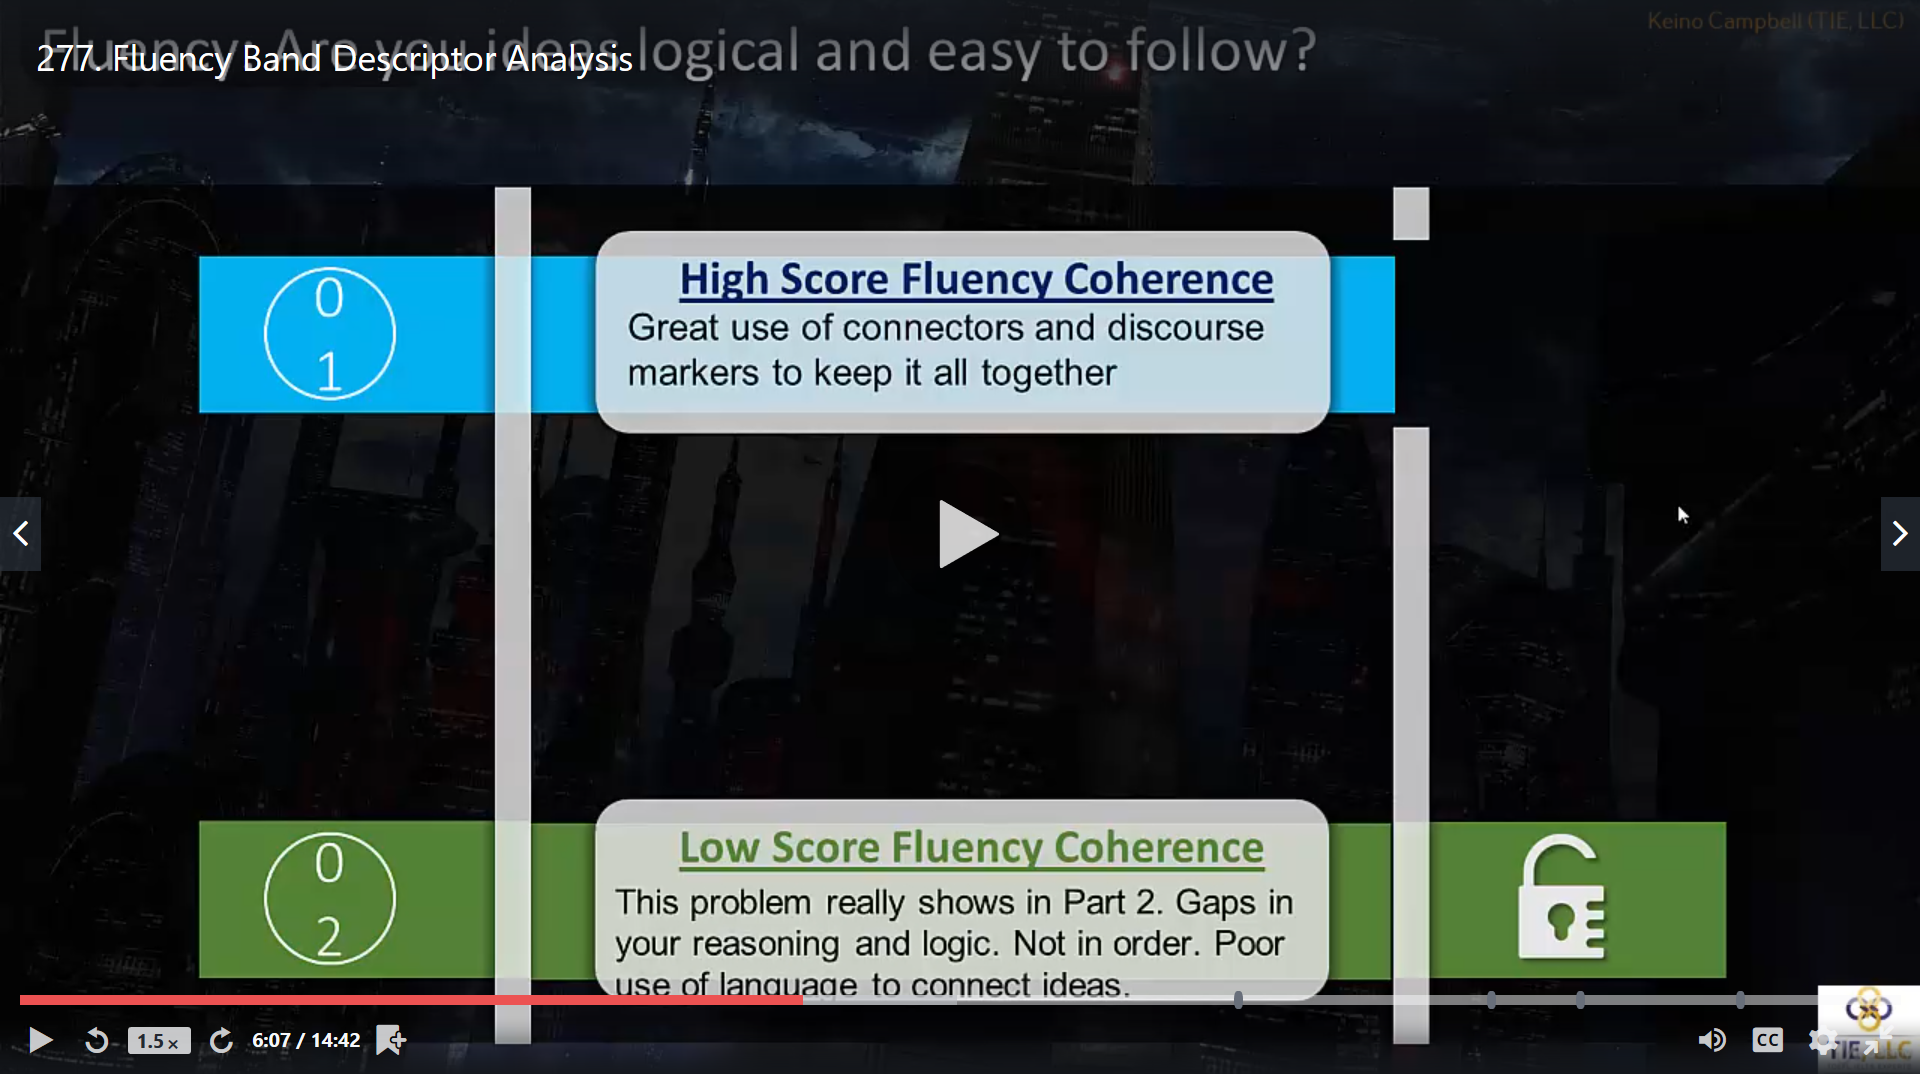 Keino Campbell (TIE, LLC)
Fluency: Are you ideas logical and easy to follow?
277. Fluency Band Descriptor Analysis
0
1
High Score Fluency Coherence
Great use of connectors and discourse
markers to keep it all together
0
2
Low Score Fluency Coherence
This problem really shows in Part 2. Gaps in
your reasoning and logic. Not in order. Poor
use of language to connect ideas.
1.5 x
6:07 / 14:42
CC
TIE, LLC